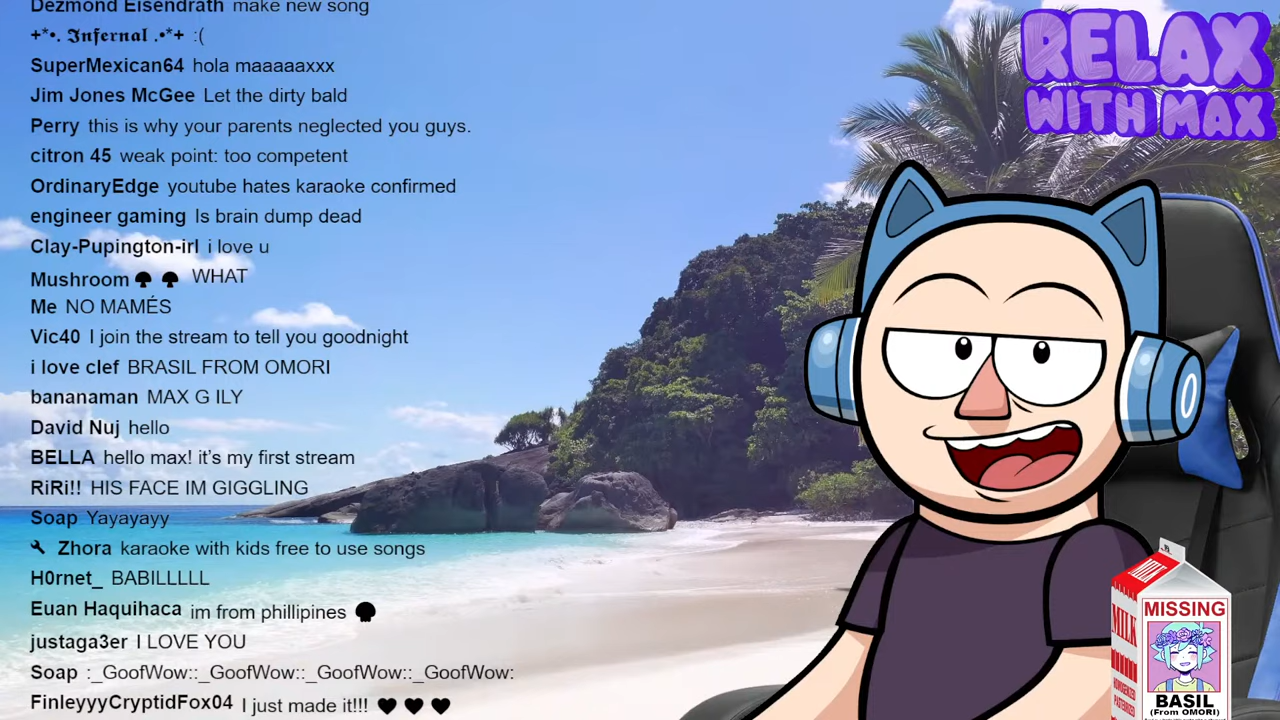 Dezmond Eisendrath make new song
+*•. 𝕴𝖓𝖋𝖊𝖗𝖓𝖆𝖑 .•*+ :(
SuperMexican64 hola maaaaaxxx
Jim Jones McGee Let the dirty bald
Perry this is why your parents neglected you guys.
citron 45 weak point: too competent
OrdinaryEdge youtube hates karaoke confirmed
engineer gaming Is brain dump dead
Clay-Pupington-irl i love u
Mushroom WHAT
Me NO MAMÉS
Vic40 I join the stream to tell you goodnight
i love clef BRASIL FROM OMORI
bananaman MAX G ILY
David Nuj hello
BELLA hello max! it’s my first stream
RiRi!! HIS FACE IM GIGGLING
Soap Yayayayy
Zhora karaoke with kids free to use songs
H0rnet_ BABILLLLL
Euan Haquihaca im from phillipines
justaga3er I LOVE YOU
Soap :_GoofWow::_GoofWow::_GoofWow::_GoofWow:
FinleyyyCryptidFox04 I just made it!!! ♥ ♥ ♥
RELAX
WITH MAX
MILK
MISSING
BASIL
(From OMORI)